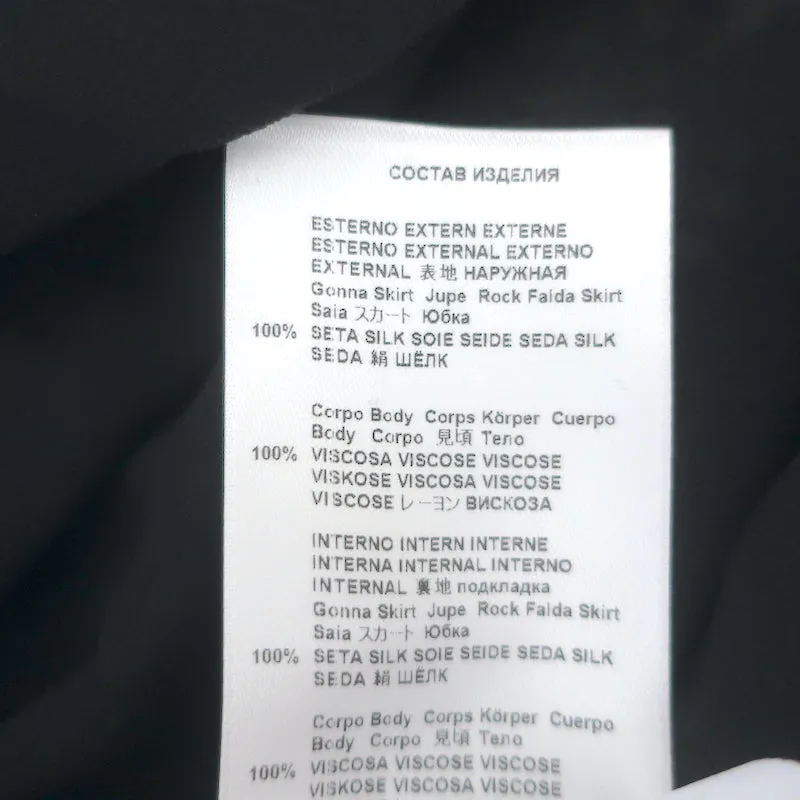 СОСТАВ ИЗДЕЛИЯ
ESTERNO EXTERN EXTERNE
ESTERNO EXTERNAL EXTERNO
EXTERNAL 表地 НАРУЖНАЯ
Gonna Skirt Jupe Rock Falda Skirt
Saia スカート Юбка
100% SETA SILK SOIE SEIDE SEDA SILK
SEDA 絹 ШЁЛК
Corpo Body Corps Körper Cuerpo
Body Corpo 見頃 Тело
100% VISCOSA VISCOSE VISCOSE
VISKOSE VISCOSA VISCOSE
VISCOSE レーヨン ВИСКОЗА
INTERNO INTERN INTERNE
INTERNA INTERNAL INTERNO
INTERNAL 裏地 подкладка
Gonna Skirt Jupe Rock Falda Skirt
Saia スカート Юбка
100% SETA SILK SOIE SEIDE SEDA SILK
SEDA 絹 ШЁЛК
Corpo Body Corps Körper Cuerpo
Body Corpo 見頃 Тело
100% VISCOSA VISCOSE VISCOSE
VISKOSE VISCOSA VISCOSE